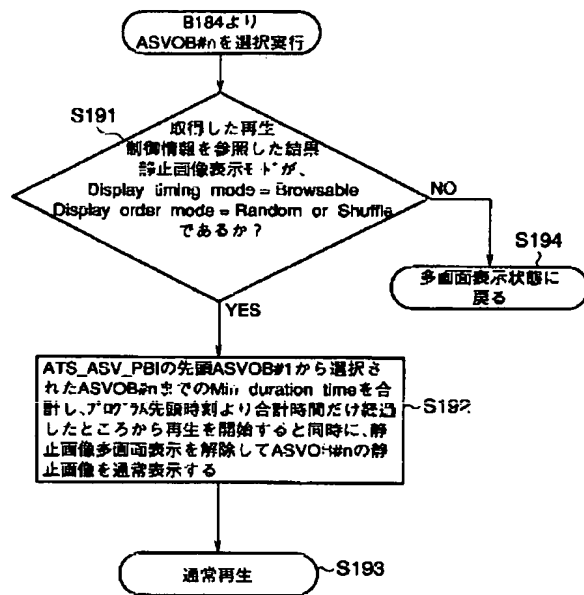 B184より
ASVOB#nを選択実行
S191
取得した再生
制御情報を参照した結果
静止画像表示モードが、
Display timing mode = Browsable
Display order mode = Random or Shuffle
であるか？
NO
S194
多画面表示状態に
戻る
YES
ATS_ASV_PBIの先頭ASVOB#1から選択さ
れたASVOB#nまでのMin duration timeを合
計し、プログラム先頭時刻より合計時間だけ経過
したところから再生を開始すると同時に、静
止画像多画面表示を解除してASVOB#nの静
止画像を通常表示する
S192
通常再生
S193